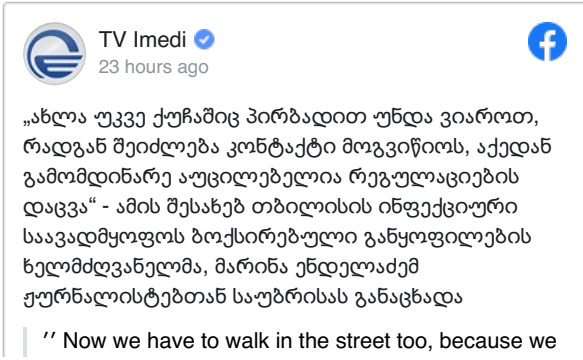 TV Imedi
23 hours ago
„ახლა უკვე ქუჩაშიც პირბადით უნდა ვიაროთ,
რადგან შეიძლება კონტაქტი მოგვიწიოს, აქედან
გამომდინარე აუცილებელია რეგულაციების
დაცვა“ - ამის შესახებ თბილისის ინფექციური
საავადმყოფოს ბოქსირებული განყოფილების
ხელმძღვანელმა, მარინა ენდელაძემ
ჟურნალისტებთან საუბრისას განაცხადა
′′ Now we have to walk in the street too, because we